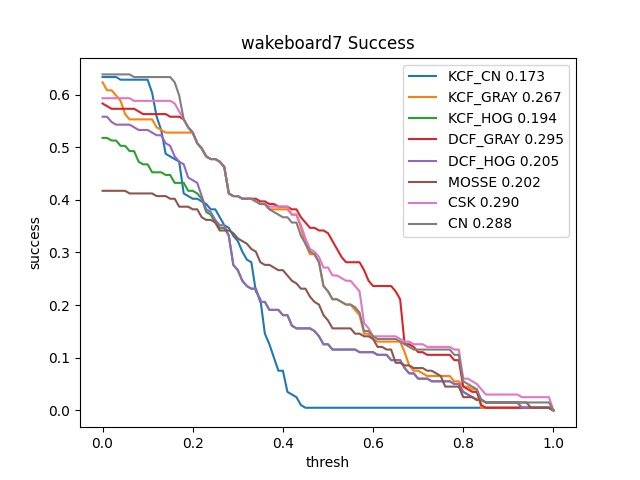 wakeboard7 Success
KCF_CN 0.173
KCF_GRAY 0.267
KCF_HOG 0.194
DCF_GRAY 0.295
DCF_HOG 0.205
MOSSE 0.202
CSK 0.290
CN 0.288
success
0.6
0.5
0.4
0.3
0.2
0.1
0.0
0.0 0.2 0.4 0.6 0.8 1.0
thresh